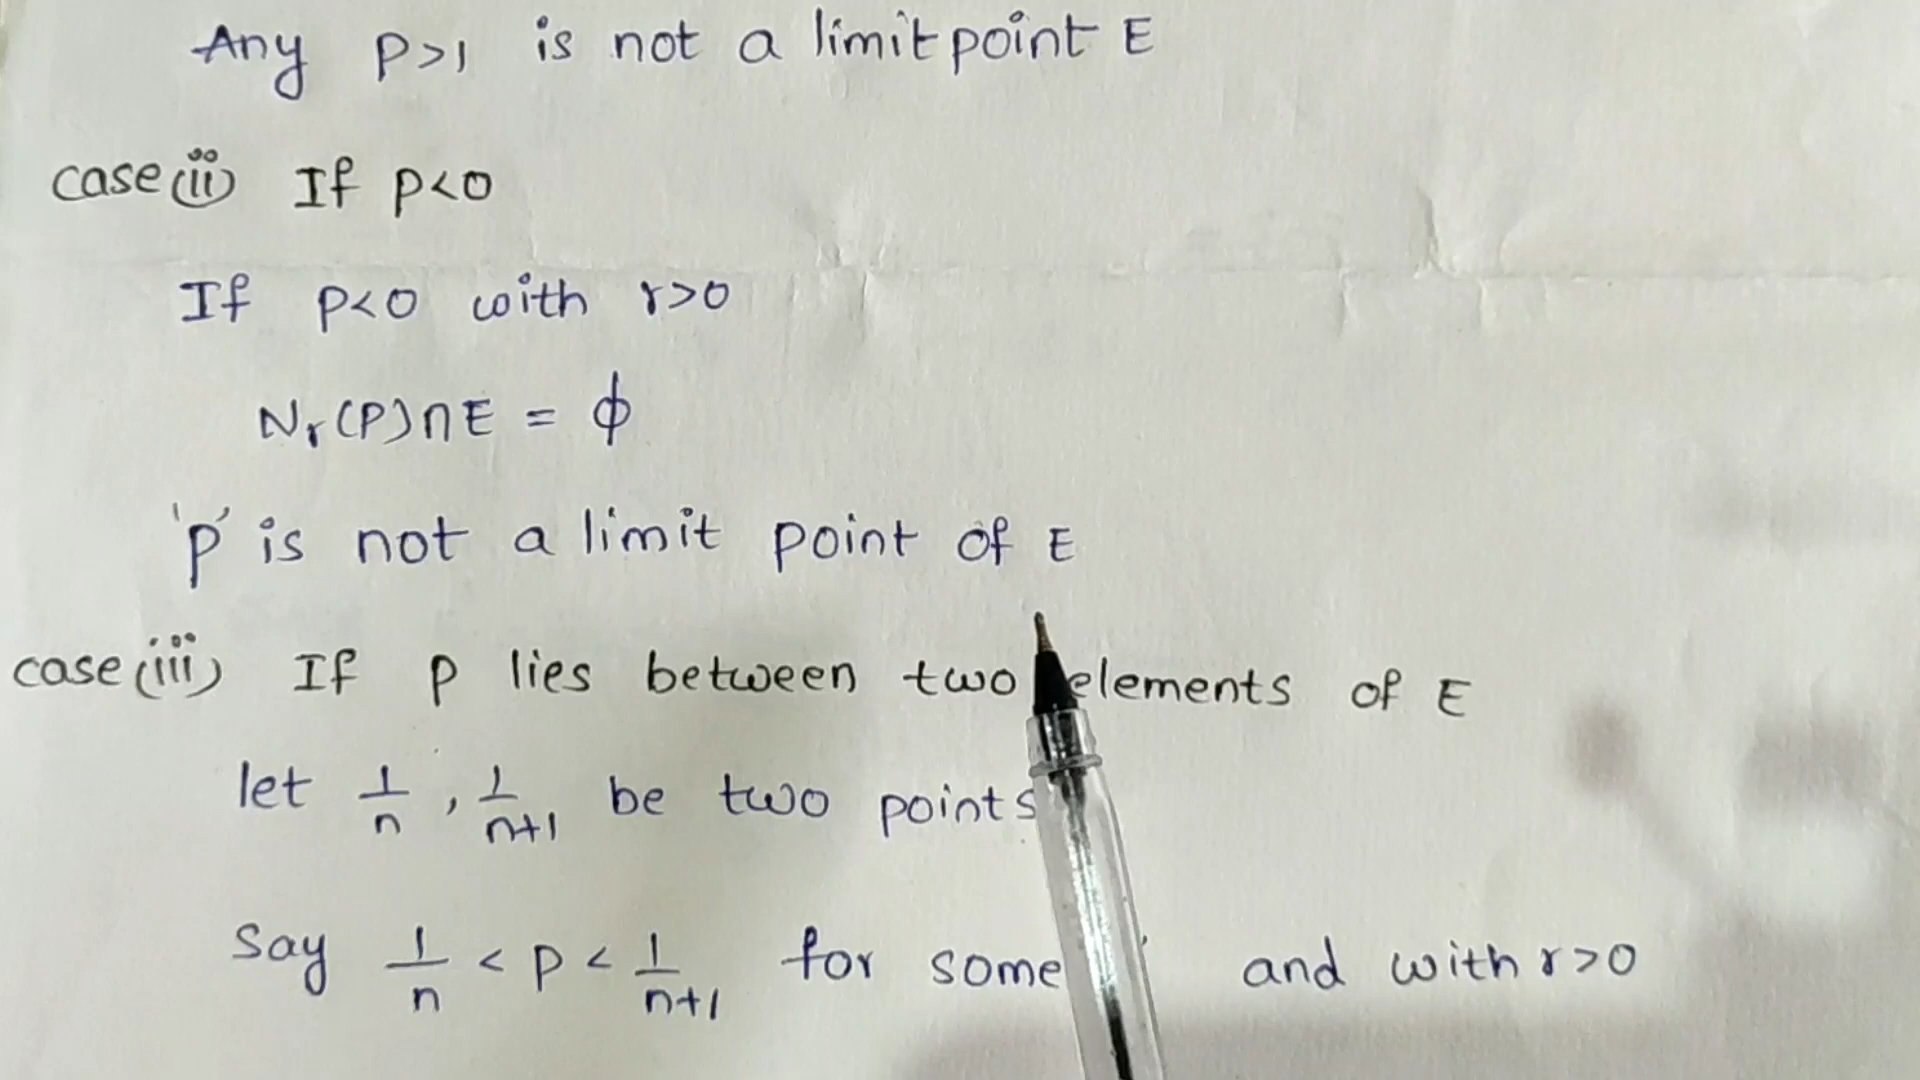 Any p>1 is not a limit point E
case (ii) If p<0
If p<0 with r>0
Nr(P)∩E = ϕ
'p' is not a limit point of E
case (iii) If p lies between two elements of E
let 1/n , 1/n+1 be two points
Say 1/n < p < 1/n+1 for some and with r>0